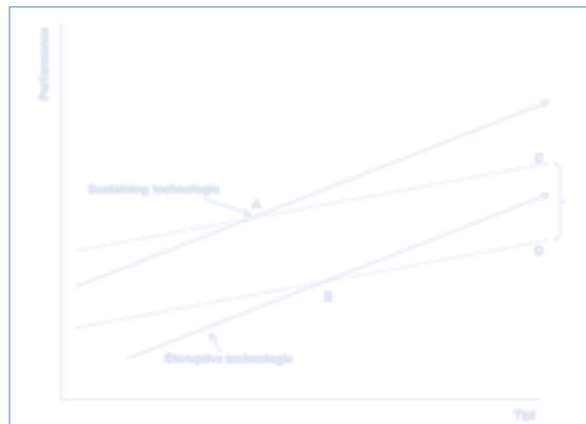 Performance
C
Sustaining technologie
A
D
B
Disruptive technologie
Tijd